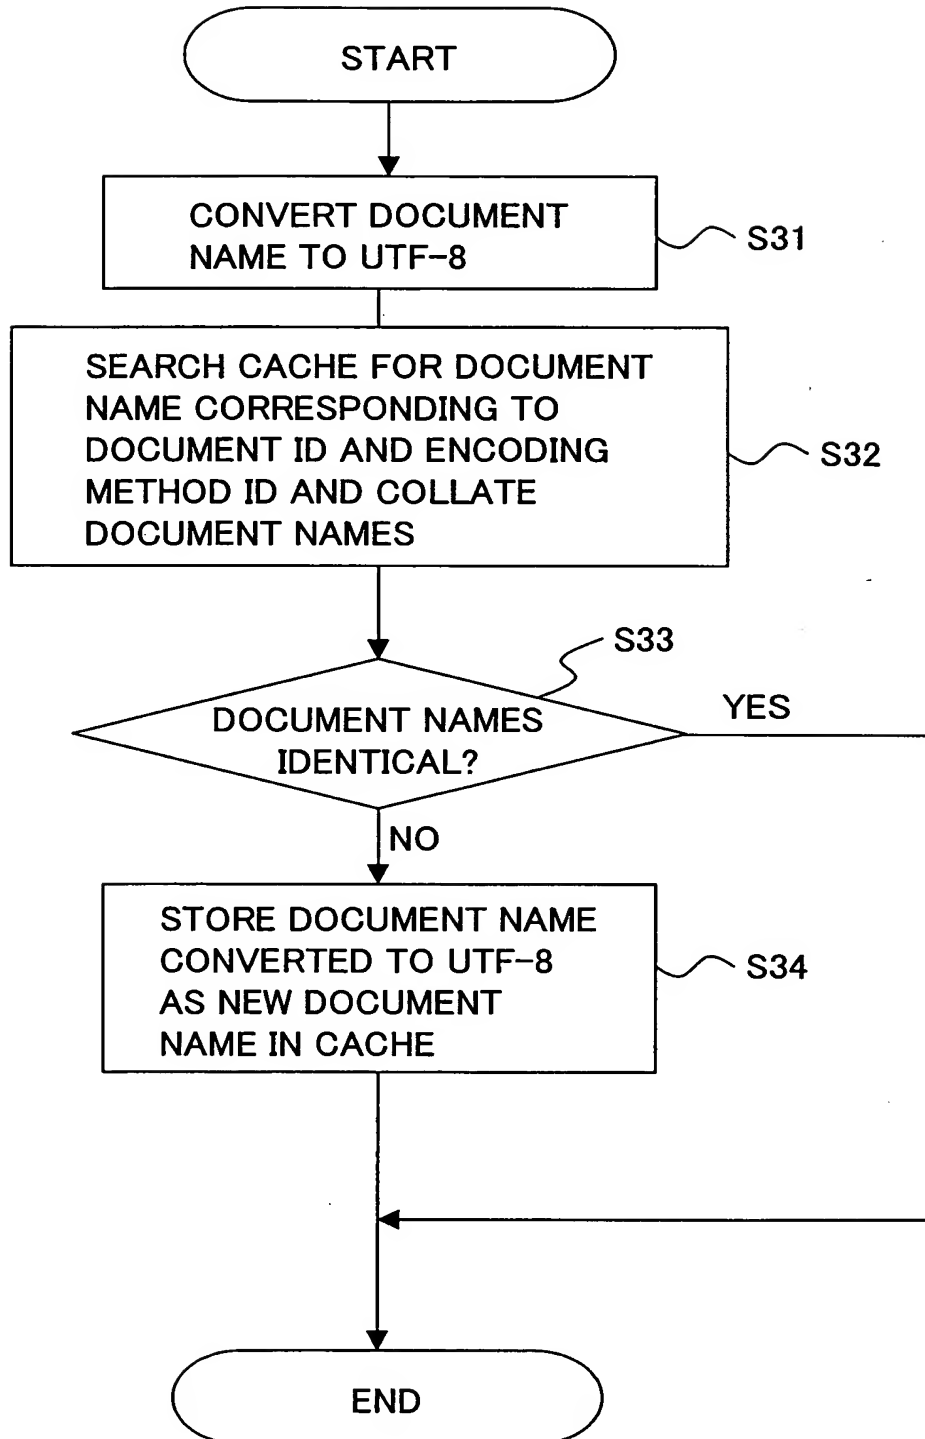 START
CONVERT DOCUMENT
NAME TO UTF-8
S31
SEARCH CACHE FOR DOCUMENT
NAME CORRESPONDING TO
DOCUMENT ID AND ENCODING
METHOD ID AND COLLATE
DOCUMENT NAMES
S32
S33
DOCUMENT NAMES
IDENTICAL?
YES
NO
STORE DOCUMENT NAME
CONVERTED TO UTF-8
AS NEW DOCUMENT
NAME IN CACHE
S34
END